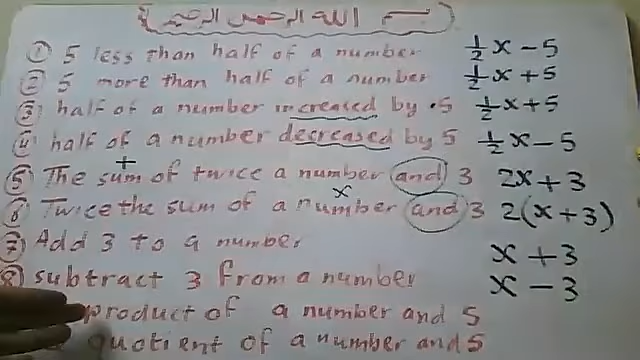 بسم الله الرحمن الرحيم
① 5 less than half of a number ½x - 5
② 5 more than half of a number ½x + 5
③ half of a number increased by 5 ½x + 5
④ half of a number decreased by 5 ½x - 5
+
⑤ The sum of twice a number and 3 2x + 3
x
⑥ Twice the sum of a number and 3 2(x + 3)
⑦ Add 3 to a number x + 3
⑧ subtract 3 from a number x - 3
product of a number and 5
quotient of a number and 5